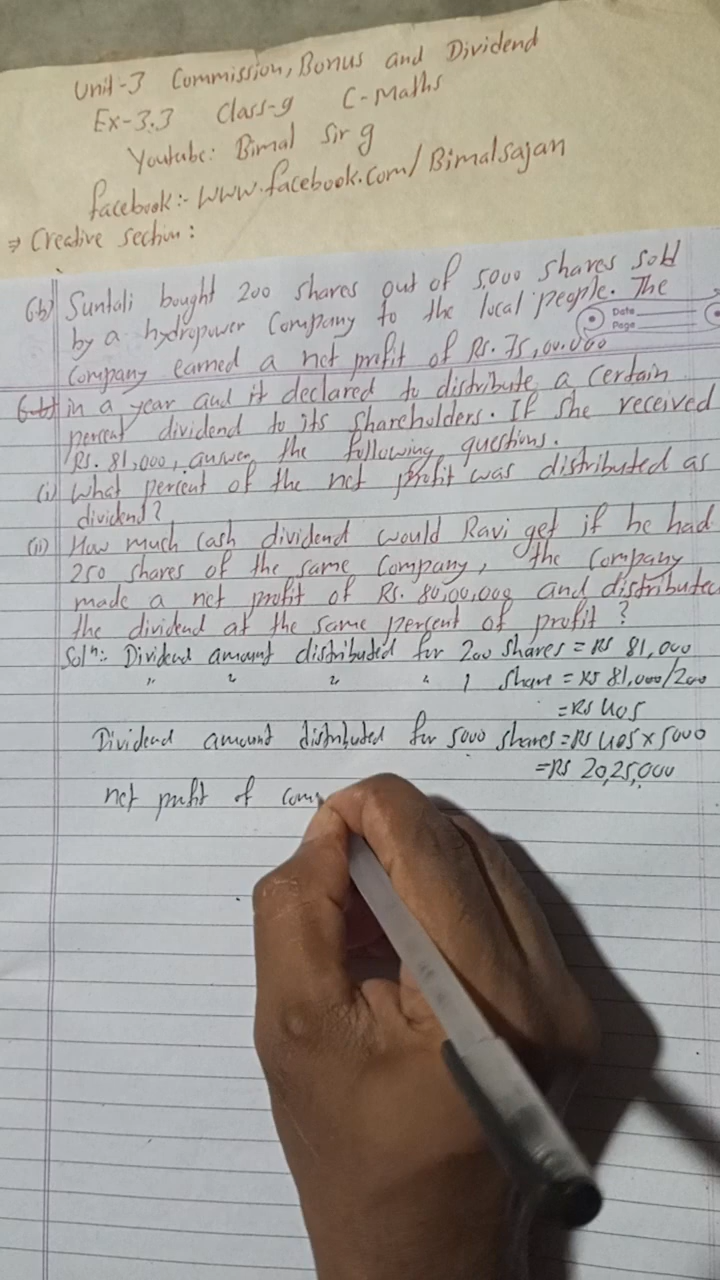 Unit-3 Commission, Bonus and Dividend
Ex-3.3 Class-9 C-Maths
Youtube: Bimal Sir g
facebook:- www.facebook.com/Bimalsajan
⇒ Creative section:
6b) Suntali bought 200 shares out of 5,000 shares sold
by a hydropower Company to the local people. The
Date
Page
Company earned a net profit of Rs. 75,00,000
in a year and it declared to distribute a certain
percent dividend to its shareholders. If she received
Rs. 81,000, answer the following questions.
(i) What percent of the net profit was distributed as
dividend?
(ii) How much cash dividend would Ravi get if he had
250 shares of the same Company, the Company
made a net profit of Rs. 80,00,000 and distributed
the dividend at the same percent of profit?
Solⁿ: Dividend amount distributed for 200 shares = Rs 81,000
" " " " 1 share = Rs 81,000/200
= Rs 405
Dividend amount distributed for 5000 shares = Rs 405 × 5000
= Rs 20,25,000
net profit of com